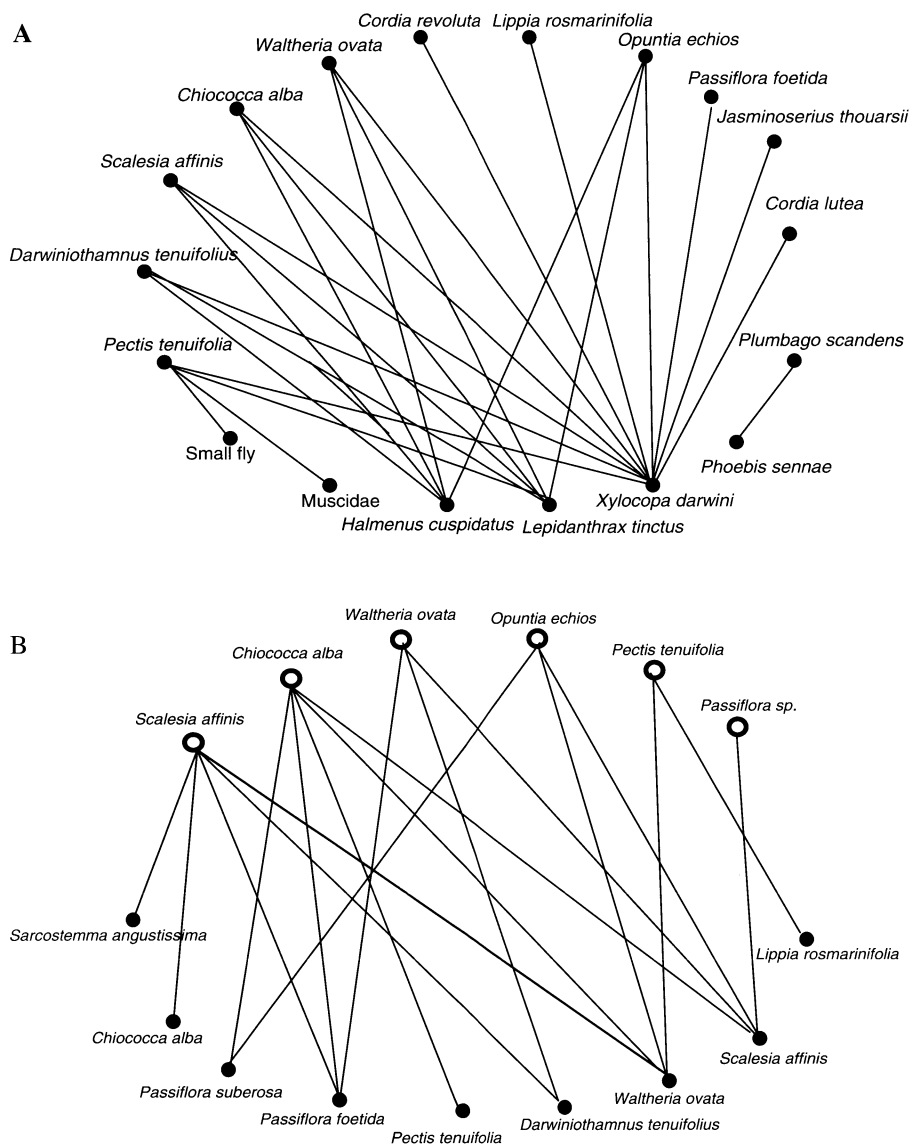 A
Cordia revoluta
Lippia rosmarinifolia
Waltheria ovata
Opuntia echios
Chiococca alba
Passiflora foetida
Jasminoserius thouarsii
Scalesia affinis
Cordia lutea
Darwiniothamnus tenuifolius
Pectis tenuifolia
Plumbago scandens
Small fly
Phoebis sennae
Muscidae
Xylocopa darwini
Halmenus cuspidatus
Lepidanthrax tinctus
B
Waltheria ovata
Opuntia echios
Chiococca alba
Pectis tenuifolia
Scalesia affinis
Passiflora sp.
Sarcostemma angustissima
Lippia rosmarinifolia
Chiococca alba
Scalesia affinis
Passiflora suberosa
Waltheria ovata
Passiflora foetida
Darwiniothamnus tenuifolius
Pectis tenuifolia